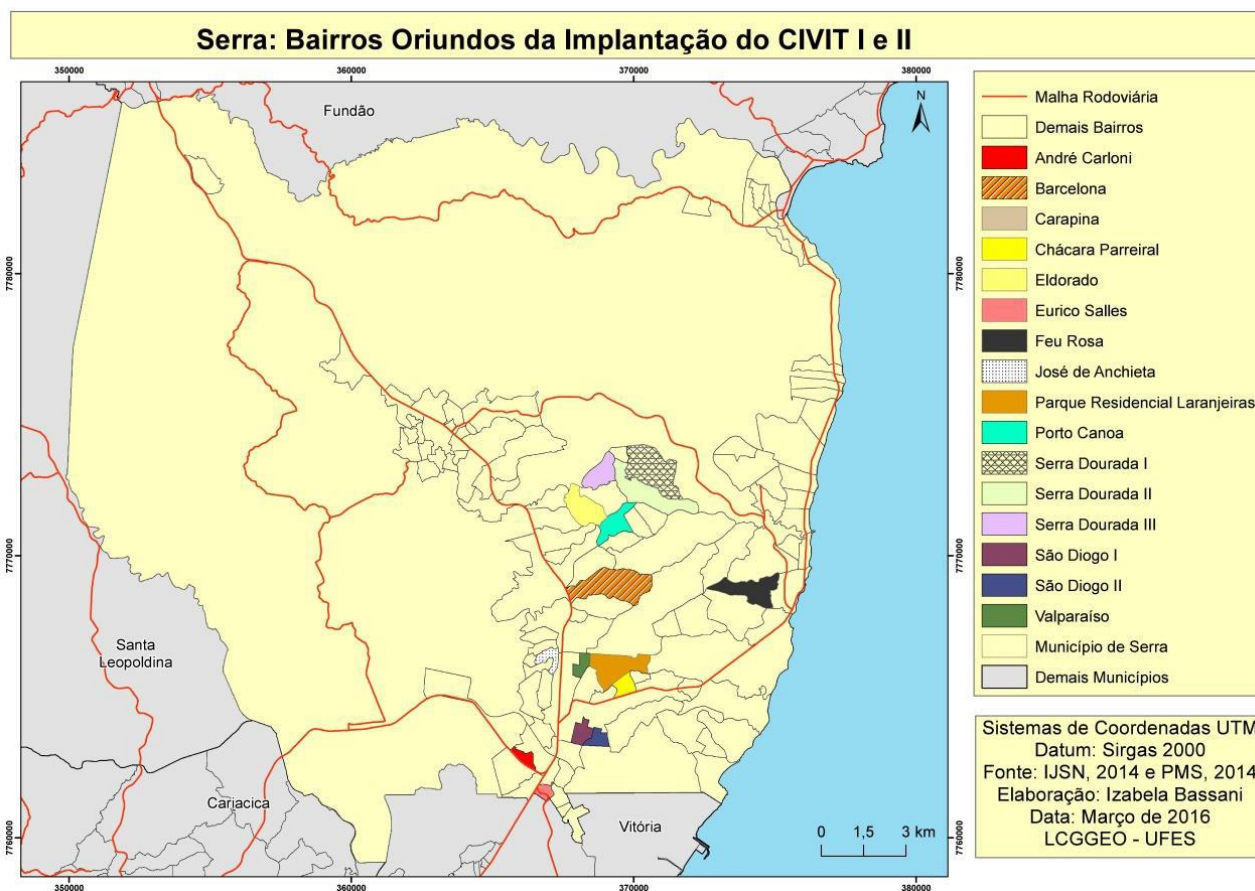 Serra: Bairros Oriundos da Implantação do CIVIT I e II
350000
360000
370000
380000
Fundão
N
7780000
7780000
7770000
7770000
Santa
Leopoldina
Cariacica
Vitória
0 1,5 3 km
7760000
7760000
350000
360000
370000
380000
Malha Rodoviária
Demais Bairros
André Carloni
Barcelona
Carapina
Chácara Parreiral
Eldorado
Eurico Salles
Feu Rosa
José de Anchieta
Parque Residencial Laranjeiras
Porto Canoa
Serra Dourada I
Serra Dourada II
Serra Dourada III
São Diogo I
São Diogo II
Valparaíso
Município de Serra
Demais Municípios
Sistemas de Coordenadas UTM
Datum: Sirgas 2000
Fonte: IJSN, 2014 e PMS, 2014
Elaboração: Izabela Bassani
Data: Março de 2016
LCGGEO - UFES